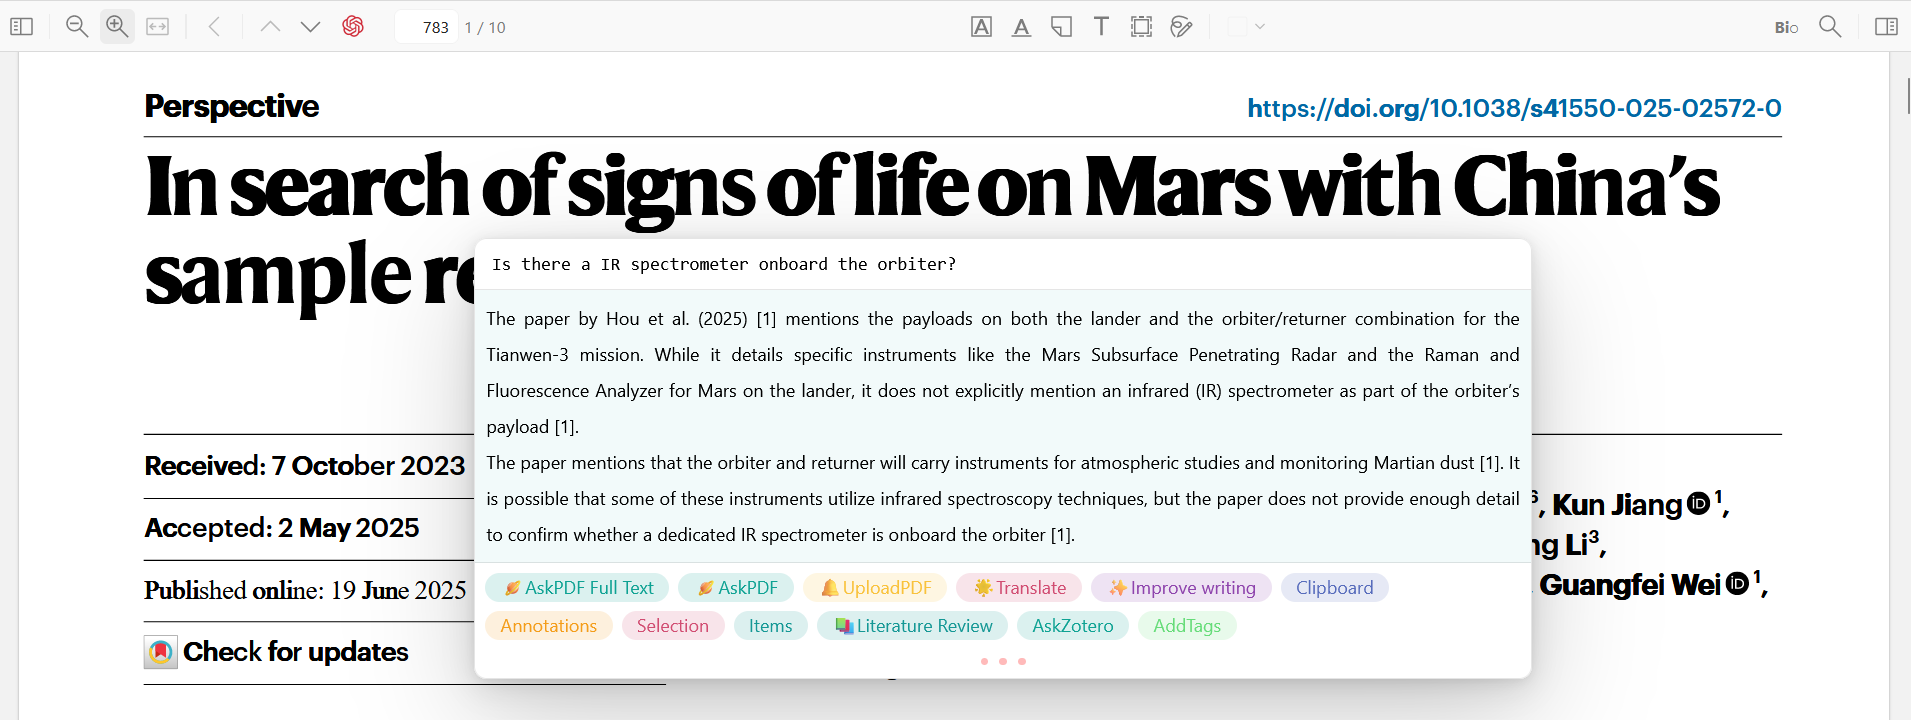 783 1 / 10
Bio
Perspective
https://doi.org/10.1038/s41550-025-02572-0
In search of signs of life on Mars with China’s
sample re
Is there a IR spectrometer onboard the orbiter?
The paper by Hou et al. (2025) [1] mentions the payloads on both the lander and the orbiter/returner combination for the
Tianwen-3 mission. While it details specific instruments like the Mars Subsurface Penetrating Radar and the Raman and
Fluorescence Analyzer for Mars on the lander, it does not explicitly mention an infrared (IR) spectrometer as part of the orbiter’s
payload [1].
The paper mentions that the orbiter and returner will carry instruments for atmospheric studies and monitoring Martian dust [1]. It
is possible that some of these instruments utilize infrared spectroscopy techniques, but the paper does not provide enough detail
to confirm whether a dedicated IR spectrometer is onboard the orbiter [1].
AskPDF Full Text AskPDF UploadPDF Translate Improve writing Clipboard
Annotations Selection Items Literature Review AskZotero AddTags
Received: 7 October 2023
Accepted: 2 May 2025
Published online: 19 June 2025
Check for updates
6, Kun Jiang iD 1,
ng Li3,
, Guangfei Wei iD 1,